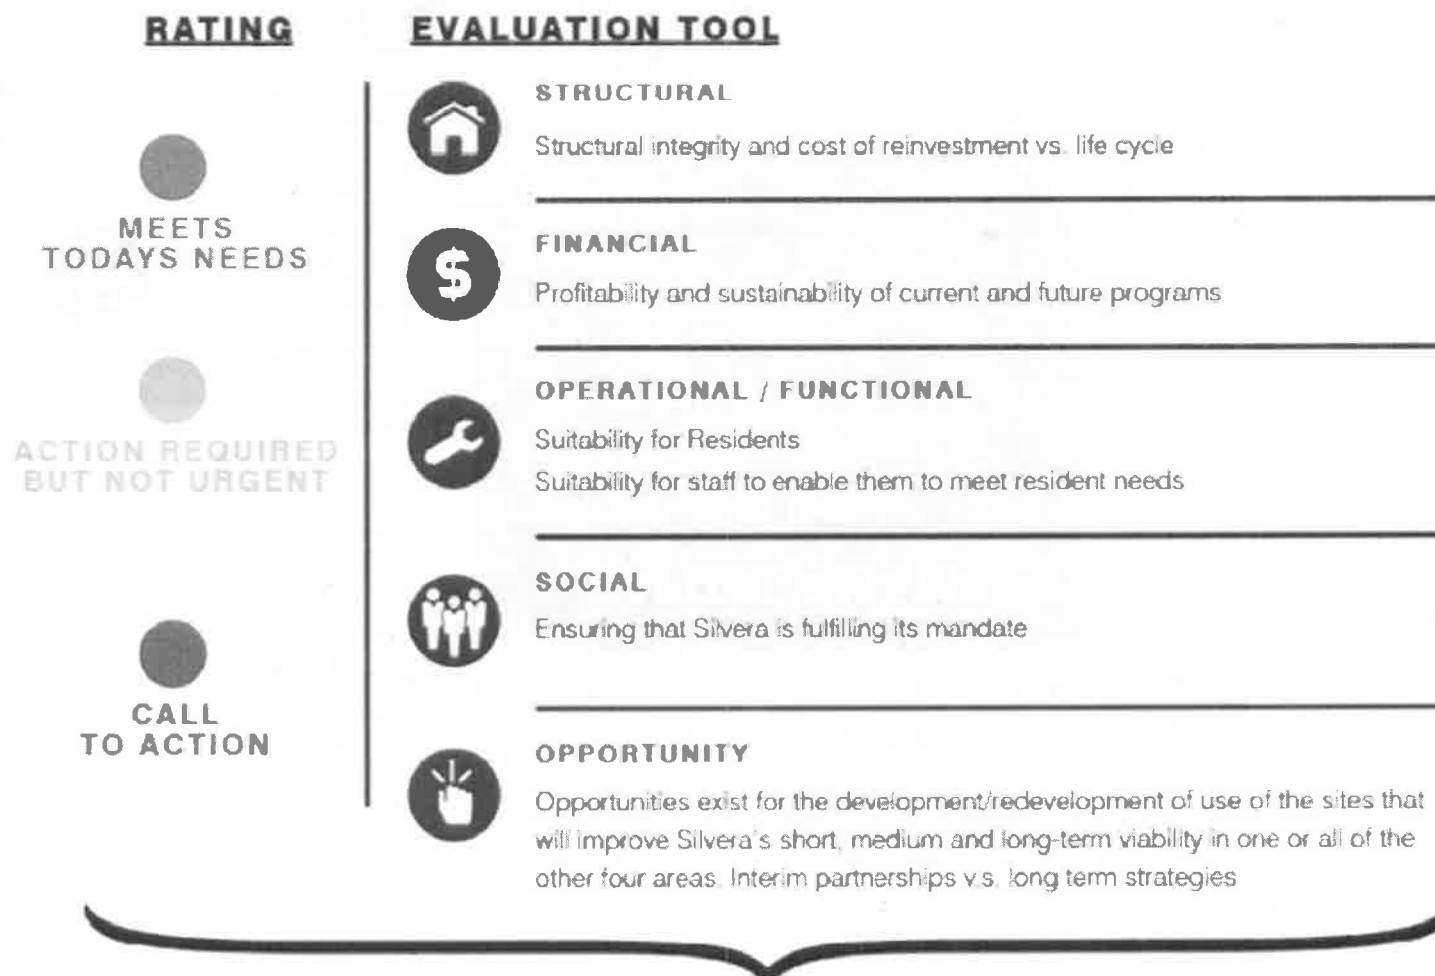 RATING
EVALUATION TOOL
MEETS
TODAYS NEEDS
ACTION REQUIRED
BUT NOT URGENT
CALL
TO ACTION
STRUCTURAL
Structural integrity and cost of reinvestment vs. life cycle
$
FINANCIAL
Profitability and sustainability of current and future programs
OPERATIONAL / FUNCTIONAL
Suitability for Residents
Suitability for staff to enable them to meet resident needs
SOCIAL
Ensuring that Silvera is fulfilling its mandate
OPPORTUNITY
Opportunities exist for the development/redevelopment of use of the sites that
will improve Silvera's short, medium and long-term viability in one or all of the
other four areas. Interim partnerships v.s. long term strategies